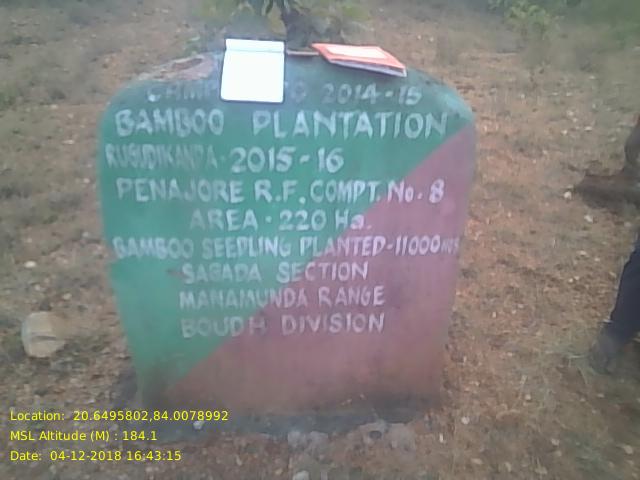 2014-15
BAMBOO PLANTATION
RUGUDIKANPA·2015-16
PENAJORE R.F. COMPT. No. 8
AREA·220 Ha.
BAMBOO SEEDLING PLANTED-11000 nos
SAGADA SECTION
MANAMUNDA RANGE
BOUDH DIVISION
Location: 20.6495802,84.0078992
MSL Altitude (M) : 184.1
Date: 04-12-2018 16:43:15